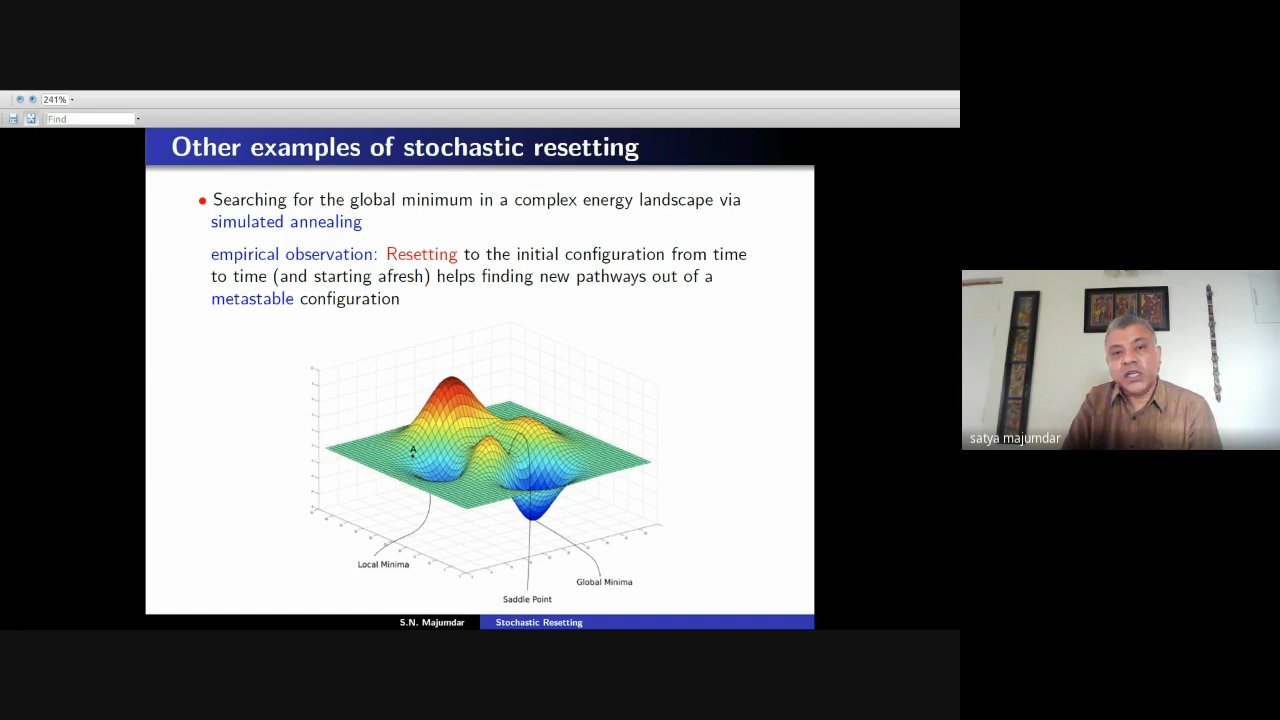 241%
Find
Other examples of stochastic resetting
Searching for the global minimum in a complex energy landscape via
simulated annealing
empirical observation: Resetting to the initial configuration from time
to time (and starting afresh) helps finding new pathways out of a
metastable configuration
A
Local Minima
Global Minima
Saddle Point
S.N. Majumdar
Stochastic Resetting
satya majumdar